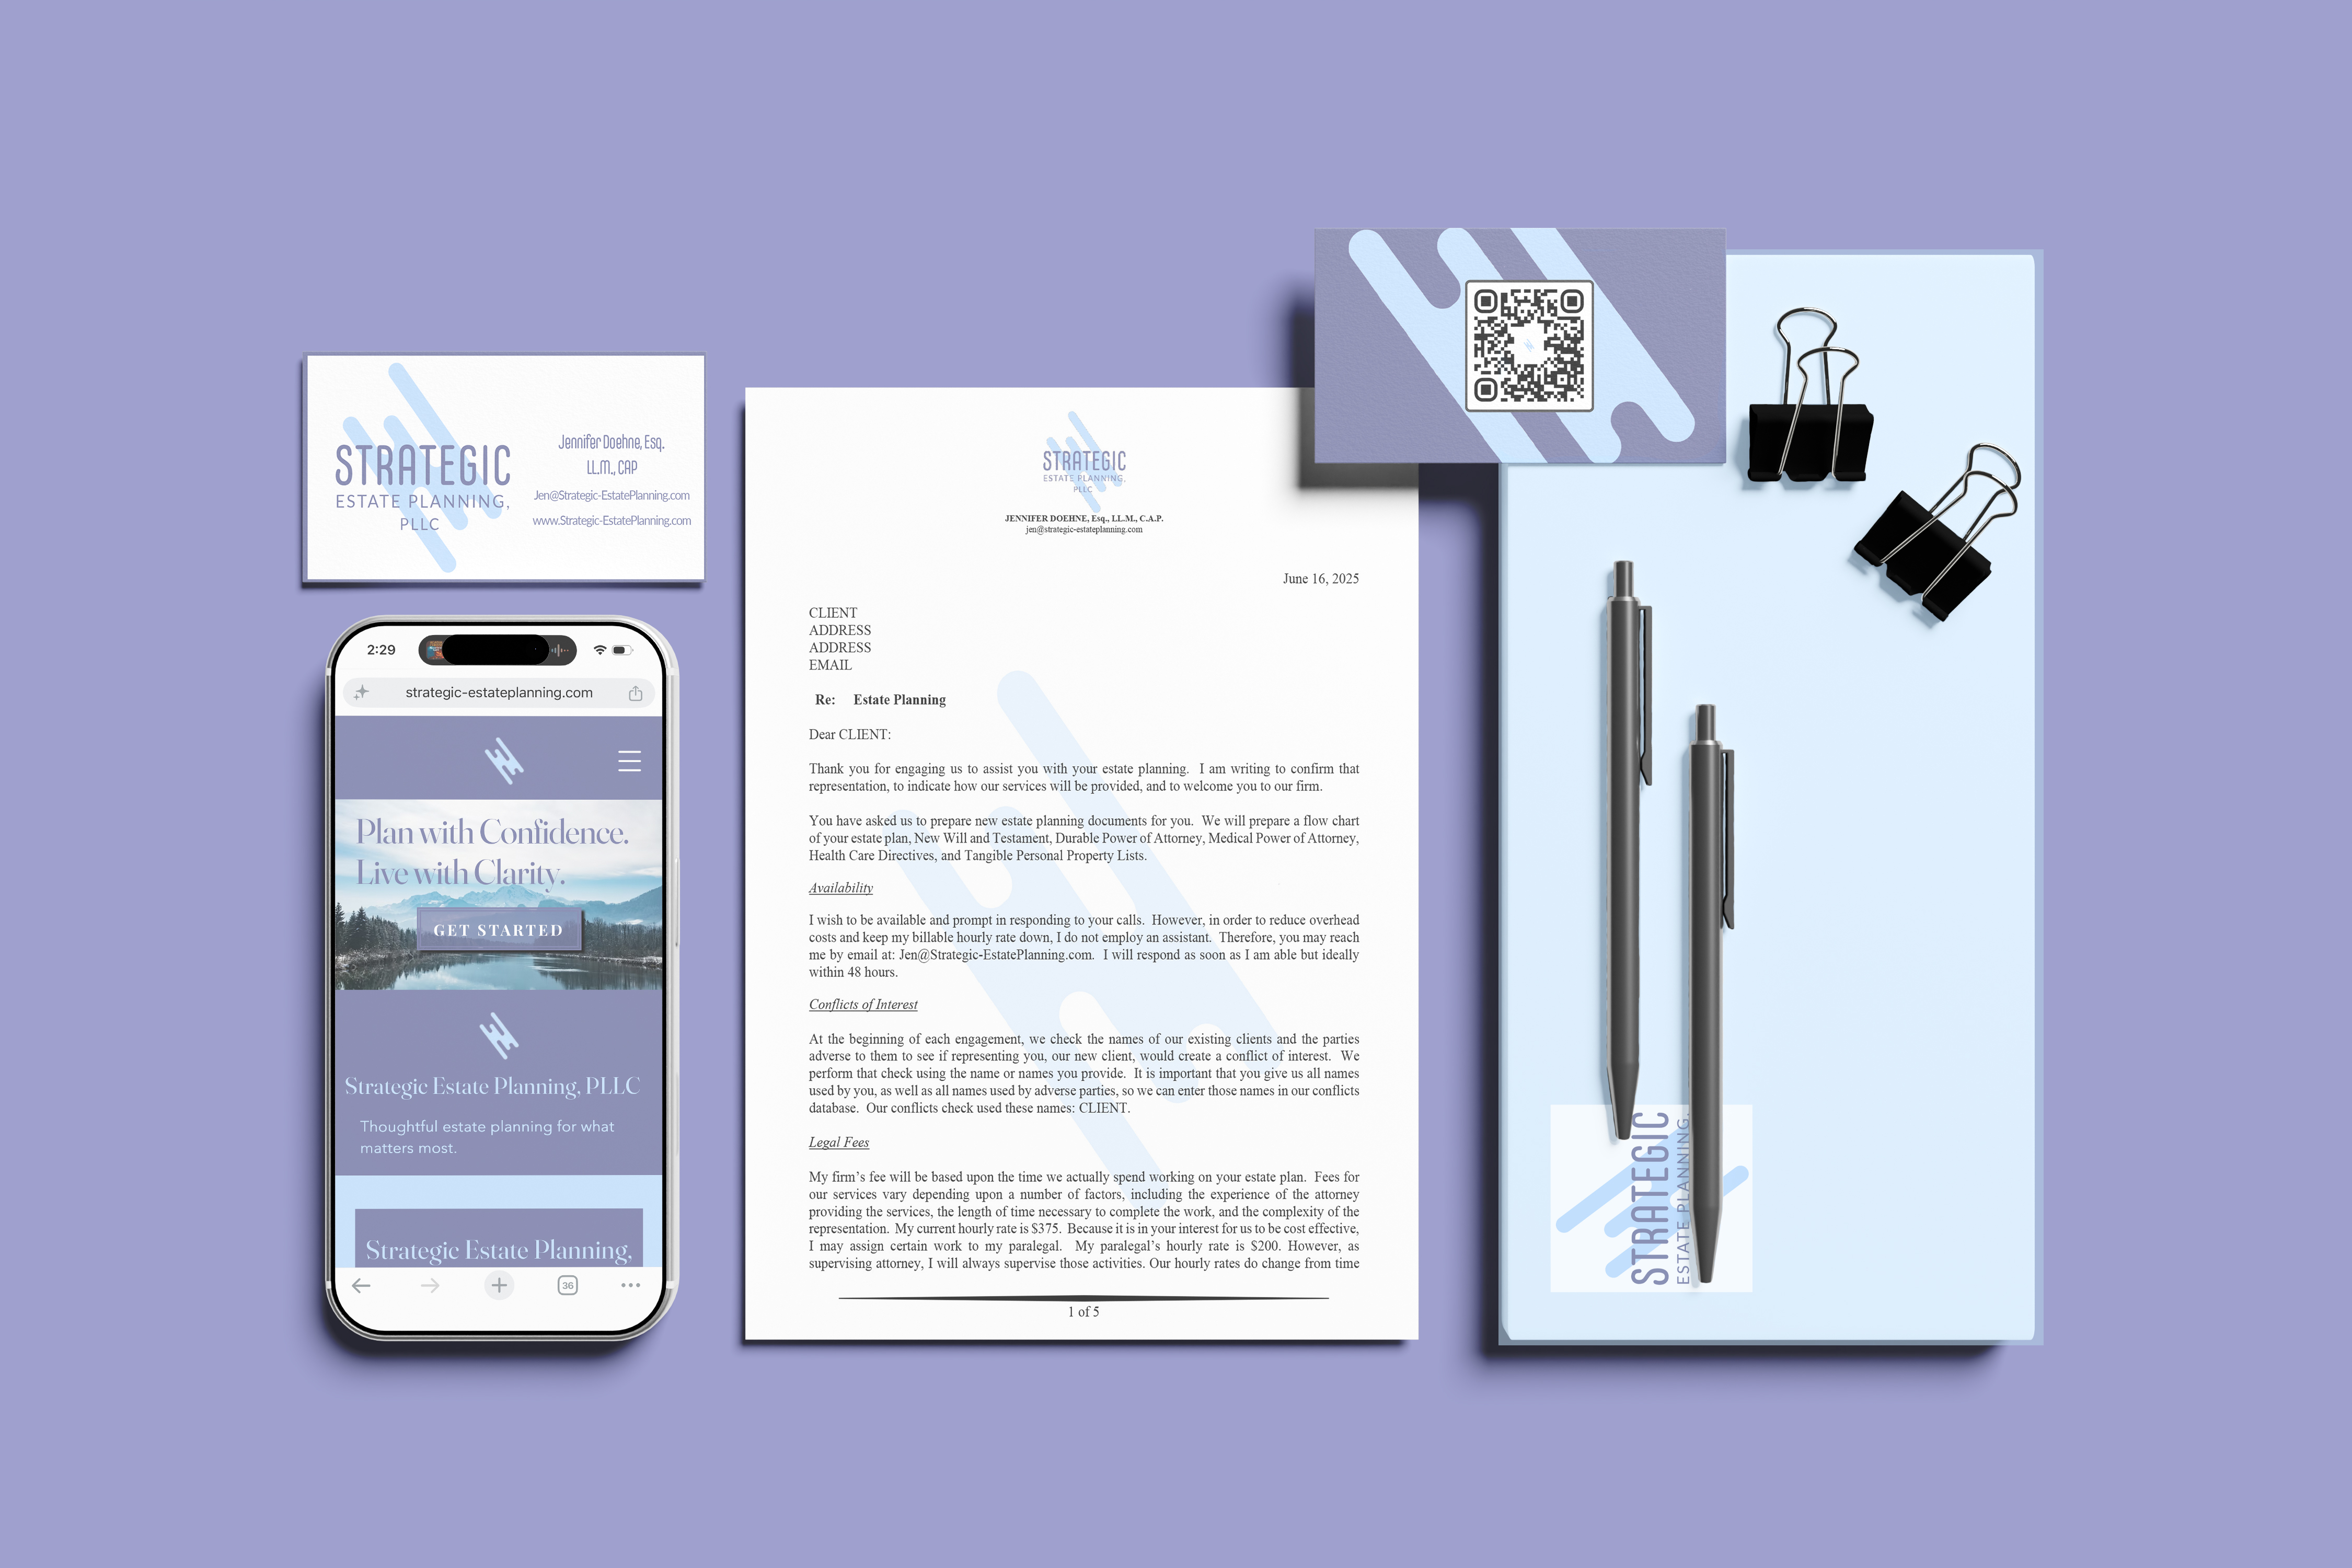 STRATEGIC
ESTATE PLANNING,
PLLC
Jennifer Doehne, Esq.
LL.M., CAP
Jen@Strategic-EstatePlanning.com
www.Strategic-EstatePlanning.com
2:29
strategic-estateplanning.com
Plan with Confidence.
Live with Clarity.
GET STARTED
Strategic Estate Planning, PLLC
Thoughtful estate planning for what
matters most.
Strategic Estate Planning,
36
STRATEGIC
ESTATE PLANNING,
PLLC
JENNIFER DOEHNE, Esq., LL.M., C.A.P.
jen@strategic-estateplanning.com
June 16, 2025
CLIENT
ADDRESS
ADDRESS
EMAIL
Re: Estate Planning
Dear CLIENT:
Thank you for engaging us to assist you with your estate planning. I am writing to confirm that
representation, to indicate how our services will be provided, and to welcome you to our firm.
You have asked us to prepare new estate planning documents for you. We will prepare a flow chart
of your estate plan, New Will and Testament, Durable Power of Attorney, Medical Power of Attorney,
Health Care Directives, and Tangible Personal Property Lists.
Availability
I wish to be available and prompt in responding to your calls. However, in order to reduce overhead
costs and keep my billable hourly rate down, I do not employ an assistant. Therefore, you may reach
me by email at: Jen@Strategic-EstatePlanning.com. I will respond as soon as I am able but ideally
within 48 hours.
Conflicts of Interest
At the beginning of each engagement, we check the names of our existing clients and the parties
adverse to them to see if representing you, our new client, would create a conflict of interest. We
perform that check using the name or names you provide. It is important that you give us all names
used by you, as well as all names used by adverse parties, so we can enter those names in our conflicts
database. Our conflicts check used these names: CLIENT.
Legal Fees
My firm's fee will be based upon the time we actually spend working on your estate plan. Fees for
our services vary depending upon a number of factors, including the experience of the attorney
providing the services, the length of time necessary to complete the work, and the complexity of the
representation. My current hourly rate is $375. Because it is in your interest for us to be cost effective,
I may assign certain work to my paralegal. My paralegal's hourly rate is $200. However, as
supervising attorney, I will always supervise those activities. Our hourly rates do change from time
1 of 5
STRATEGIC
ESTATE PLANNING,